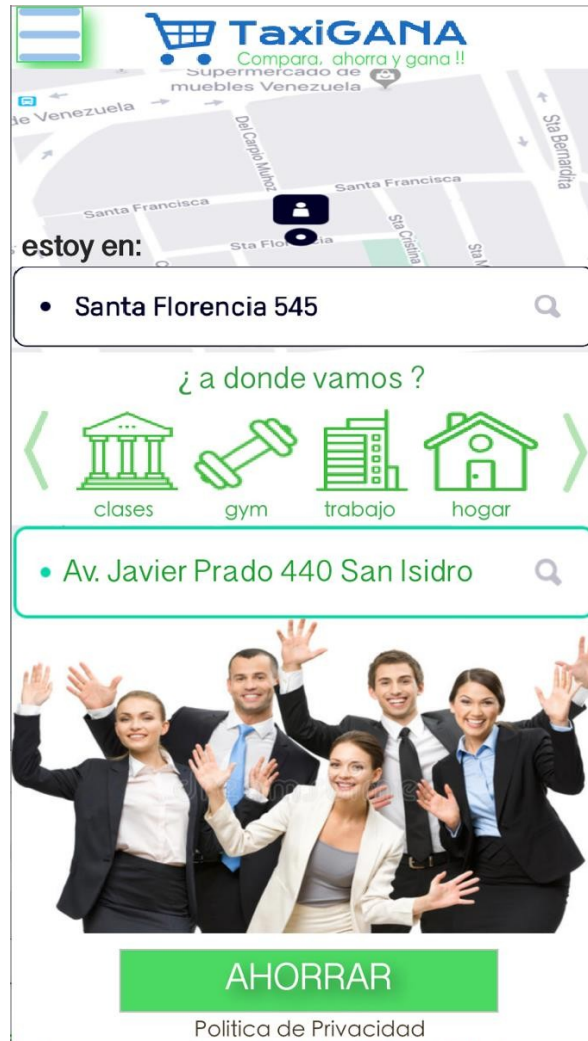 TaxiGANA
Compara, ahorra y gana !!
Supermercado de
muebles Venezuela
de Venezuela
Del Carpio Muñoz
Sta Bernardita
Santa Francisca
Santa Francisca
Sta Cristina
estoy en:
Santa Florencia 545
¿ a donde vamos ?
clases
gym
trabajo
hogar
Av. Javier Prado 440 San Isidro
AHORRAR
Politica de Privacidad